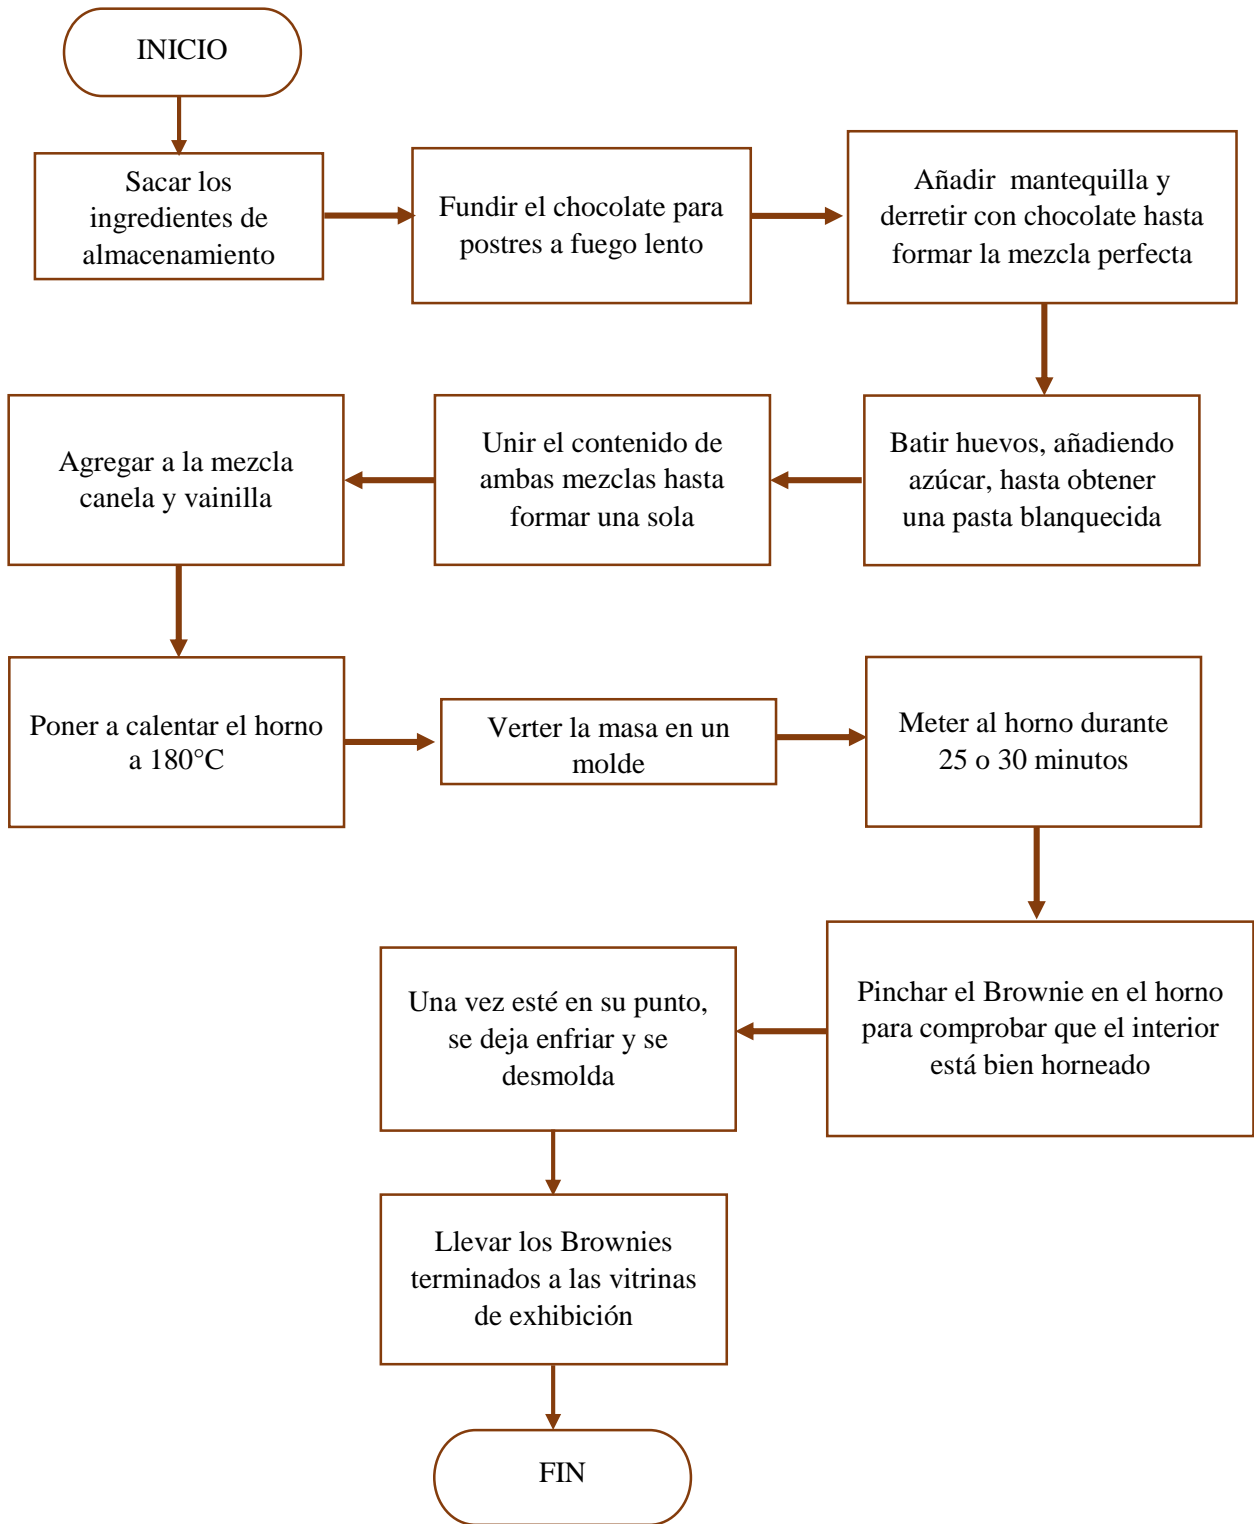 INICIO
Sacar los
ingredientes de
almacenamiento
Fundir el chocolate para
postres a fuego lento
Añadir  mantequilla y
derretir con chocolate hasta
formar la mezcla perfecta
Batir huevos, añadiendo
azúcar, hasta obtener
una pasta blanquecida
Unir el contenido de
ambas mezclas hasta
formar una sola
Agregar a la mezcla
canela y vainilla
Poner a calentar el horno
a 180°C
Verter la masa en un
molde
Meter al horno durante
25 o 30 minutos
Pinchar el Brownie en el horno
para comprobar que el interior
está bien horneado
Una vez esté en su punto,
se deja enfriar y se
desmolda
Llevar los Brownies
terminados a las vitrinas
de exhibición
FIN